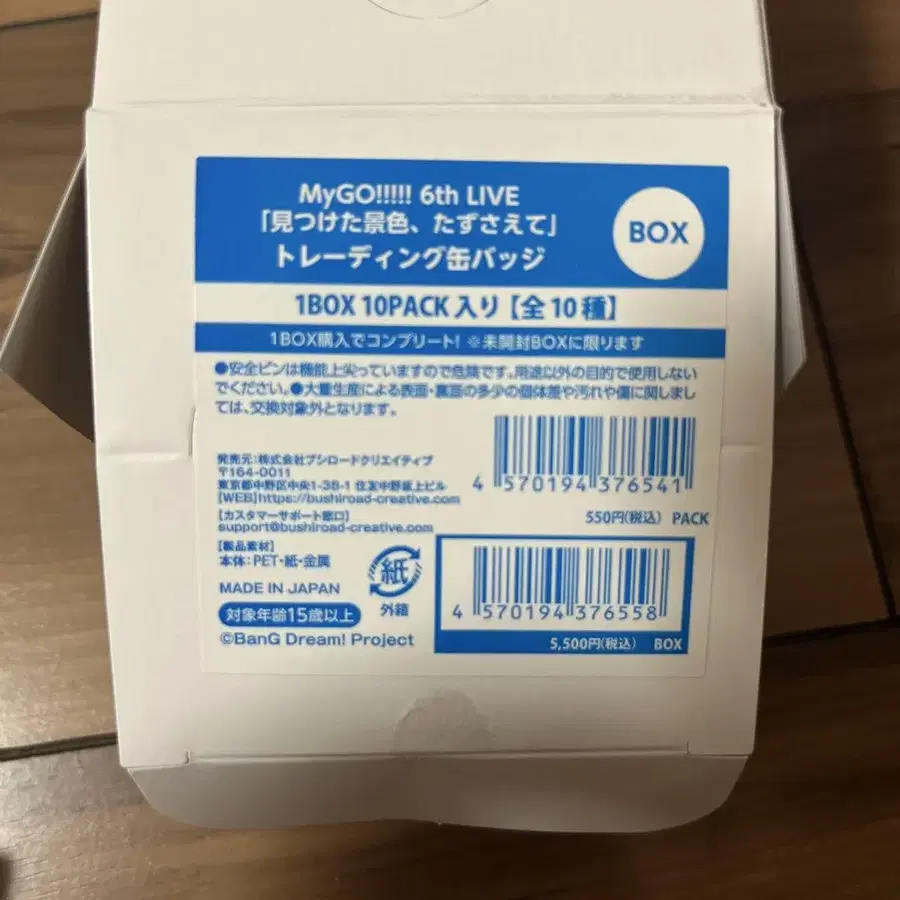 MyGO!!!!! 6th LIVE
「見つけた景色、たずさえて」
トレーディング缶バッジ
BOX
1BOX 10PACK 入り【全10種】
1BOX購入でコンプリート! ※未開封BOXに限ります
●安全ピンは機能上尖っていますので危険です。用途以外の目的で使用しない
でください。●大量生産による表面・裏面の多少の個体差や汚れや傷に関しまし
ては、交換対象外となります。
発売元:株式会社ブシロードクリエイティブ
〒164-0011
東京都中野区中央1-38-1 住友中野坂上ビル
[WEB]https://bushiroad-creative.com
[カスタマーサポート窓口]
support@bushiroad-creative.com
4 570194 376541
550円(税込) PACK
[製品素材]
本体:PET・紙・金属
MADE IN JAPAN
紙
外箱
対象年齢15歳以上
©BanG Dream! Project
4 570194 376558
5,500円(税込) BOX